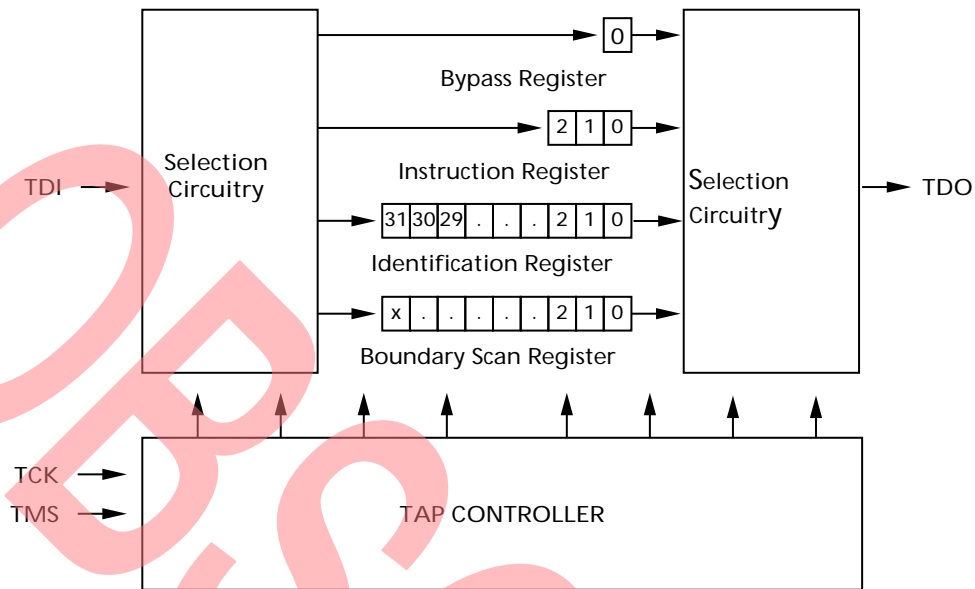 0
Bypass Register
2 1 0
Selection
Circuitry
Instruction Register
Selection
Circuitry
TDI
TDO
31 30 29 . . . 2 1 0
Identification Register
x . . . . . 2 1 0
Boundary Scan Register
TCK
TMS
TAP CONTROLLER